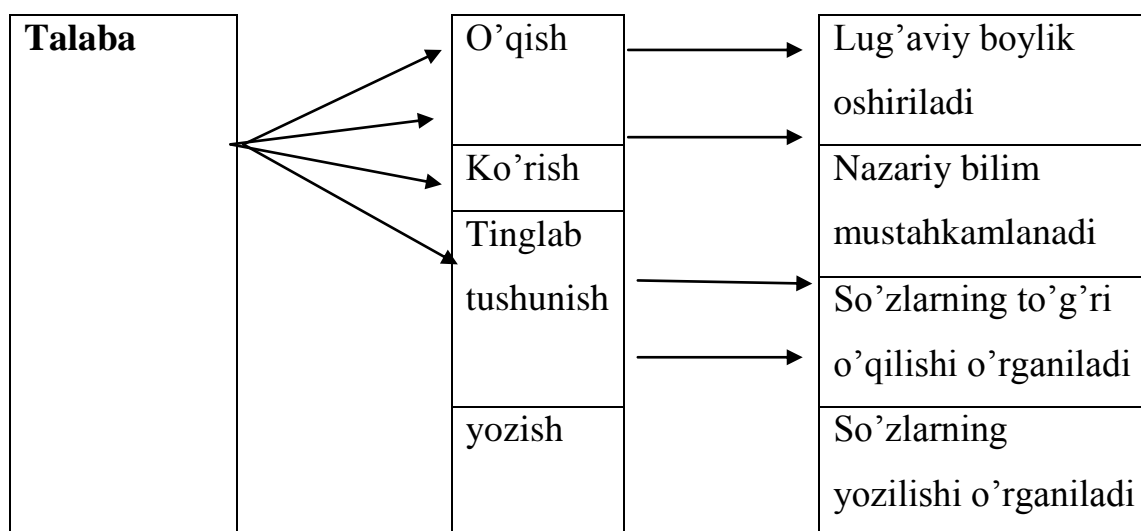 Talaba
O’qish
Ko’rish
Tinglab
tushunish
yozish
Lug’aviy boylik
oshiriladi
Nazariy bilim
mustahkamlanadi
So’zlarning to’g’ri
o’qilishi o’rganiladi
So’zlarning
yozilishi o’rganiladi